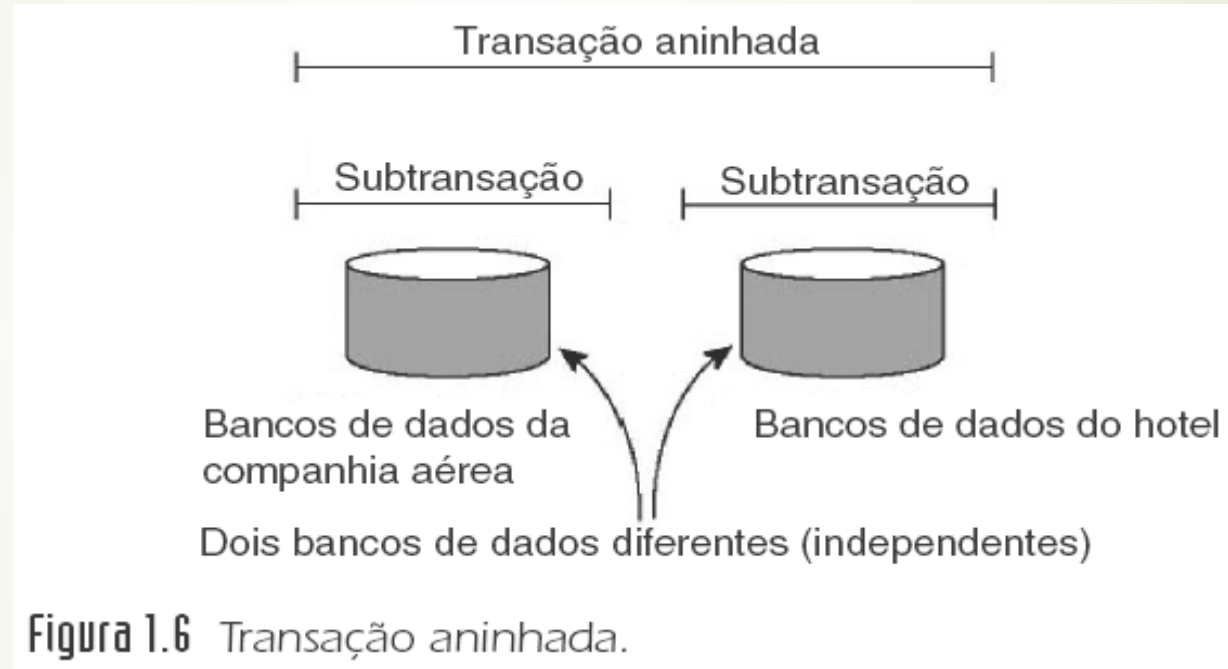 Transação aninhada
Subtransação
Subtransação
Bancos de dados da
companhia aérea
Bancos de dados do hotel
Dois bancos de dados diferentes (independentes)
Figura 1.6 Transação aninhada.